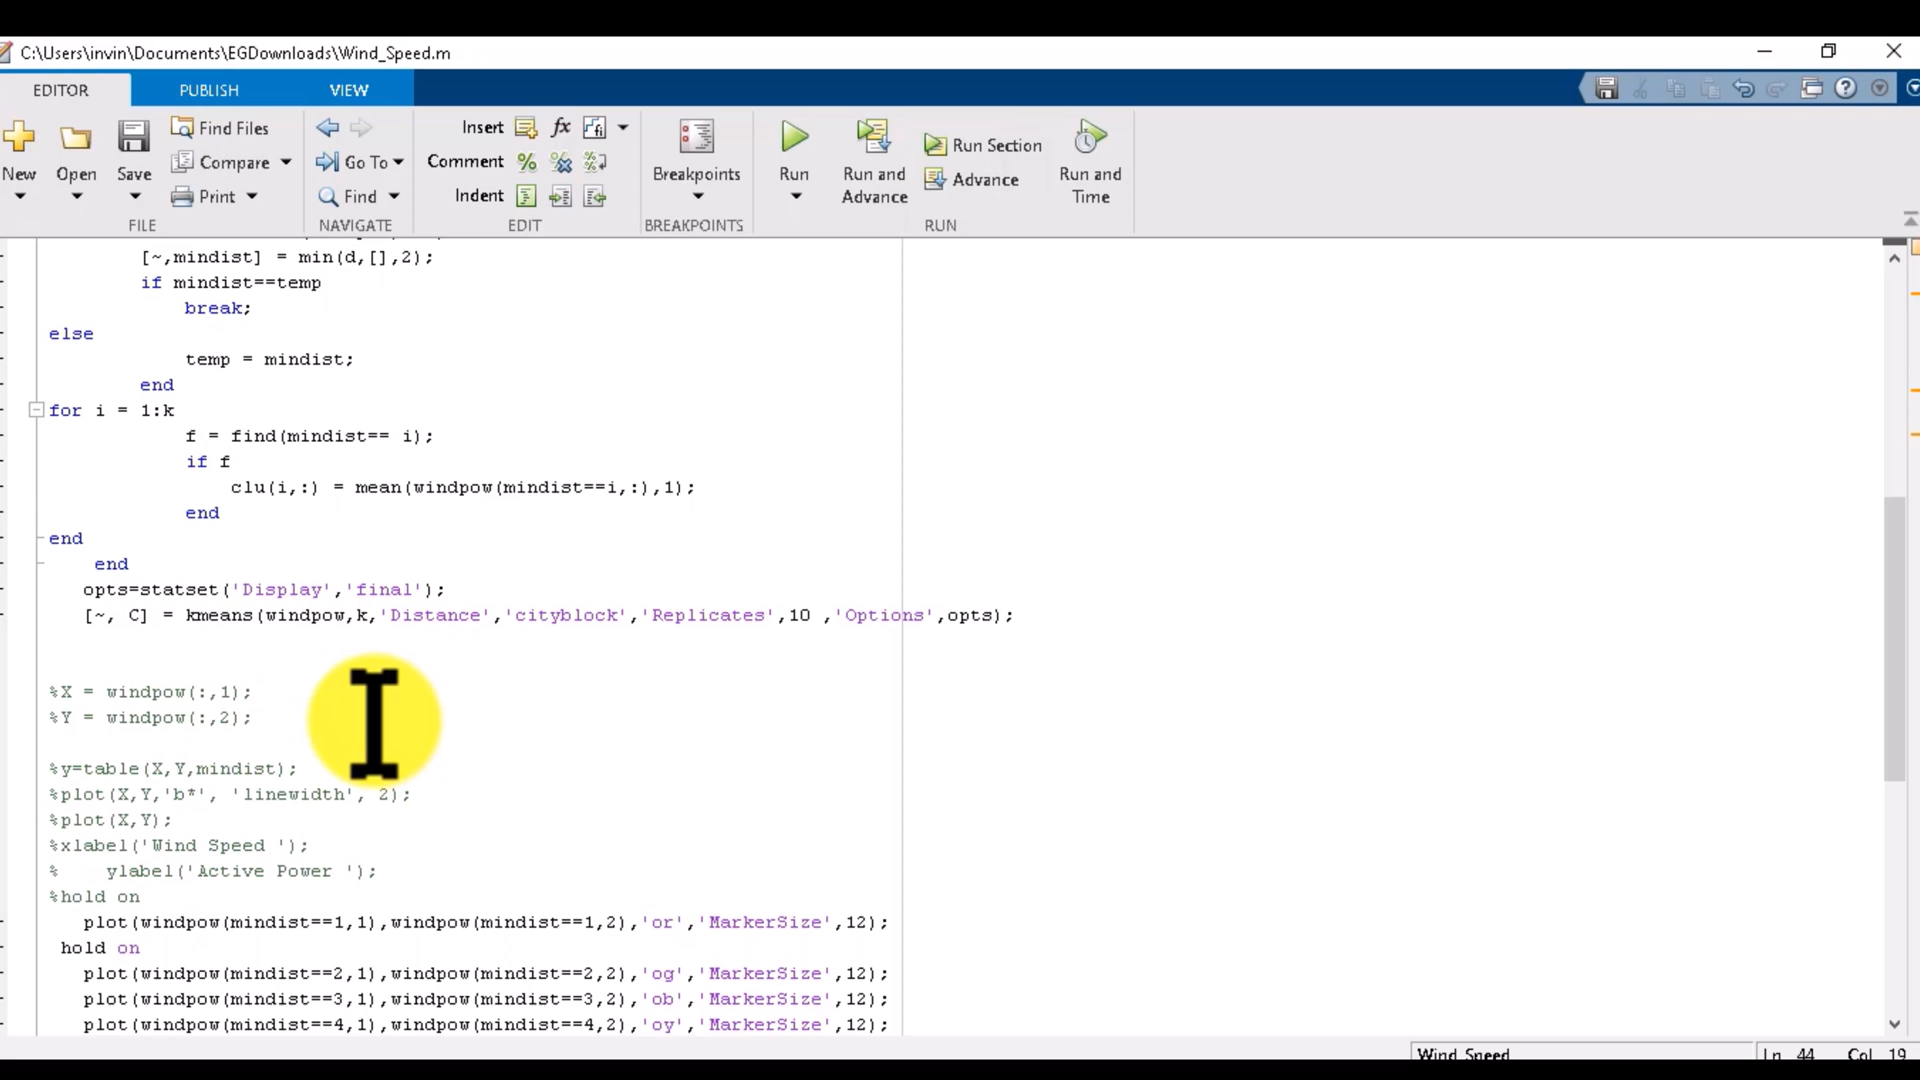 C:\Users\invin\Documents\EGDownloads\Wind_Speed.m
EDITOR PUBLISH VIEW
Find Files Insert fx
Compare Go To Comment Run Section
New Open Save Print Find Indent Breakpoints Run Run and Advance Advance Run and Time
FILE NAVIGATE EDIT BREAKPOINTS RUN
[~,mindist] = min(d,[],2);
if mindist==temp
break;
else
temp = mindist;
end
for i = 1:k
f = find(mindist== i);
if f
clu(i,:) = mean(windpow(mindist==i,:),1);
end
end
end
opts=statset('Display','final');
[~, C] = kmeans(windpow,k,'Distance','cityblock','Replicates',10 ,'Options',opts);
%X = windpow(:,1);
%Y = windpow(:,2);
%y=table(X,Y,mindist);
%plot(X,Y,'b*', 'linewidth', 2);
%plot(X,Y);
%xlabel('Wind Speed ');
%    ylabel('Active Power ');
%hold on
plot(windpow(mindist==1,1),windpow(mindist==1,2),'or','MarkerSize',12);
hold on
plot(windpow(mindist==2,1),windpow(mindist==2,2),'og','MarkerSize',12);
plot(windpow(mindist==3,1),windpow(mindist==3,2),'ob','MarkerSize',12);
plot(windpow(mindist==4,1),windpow(mindist==4,2),'oy','MarkerSize',12);
Wind_Speed Ln 44 Col 19